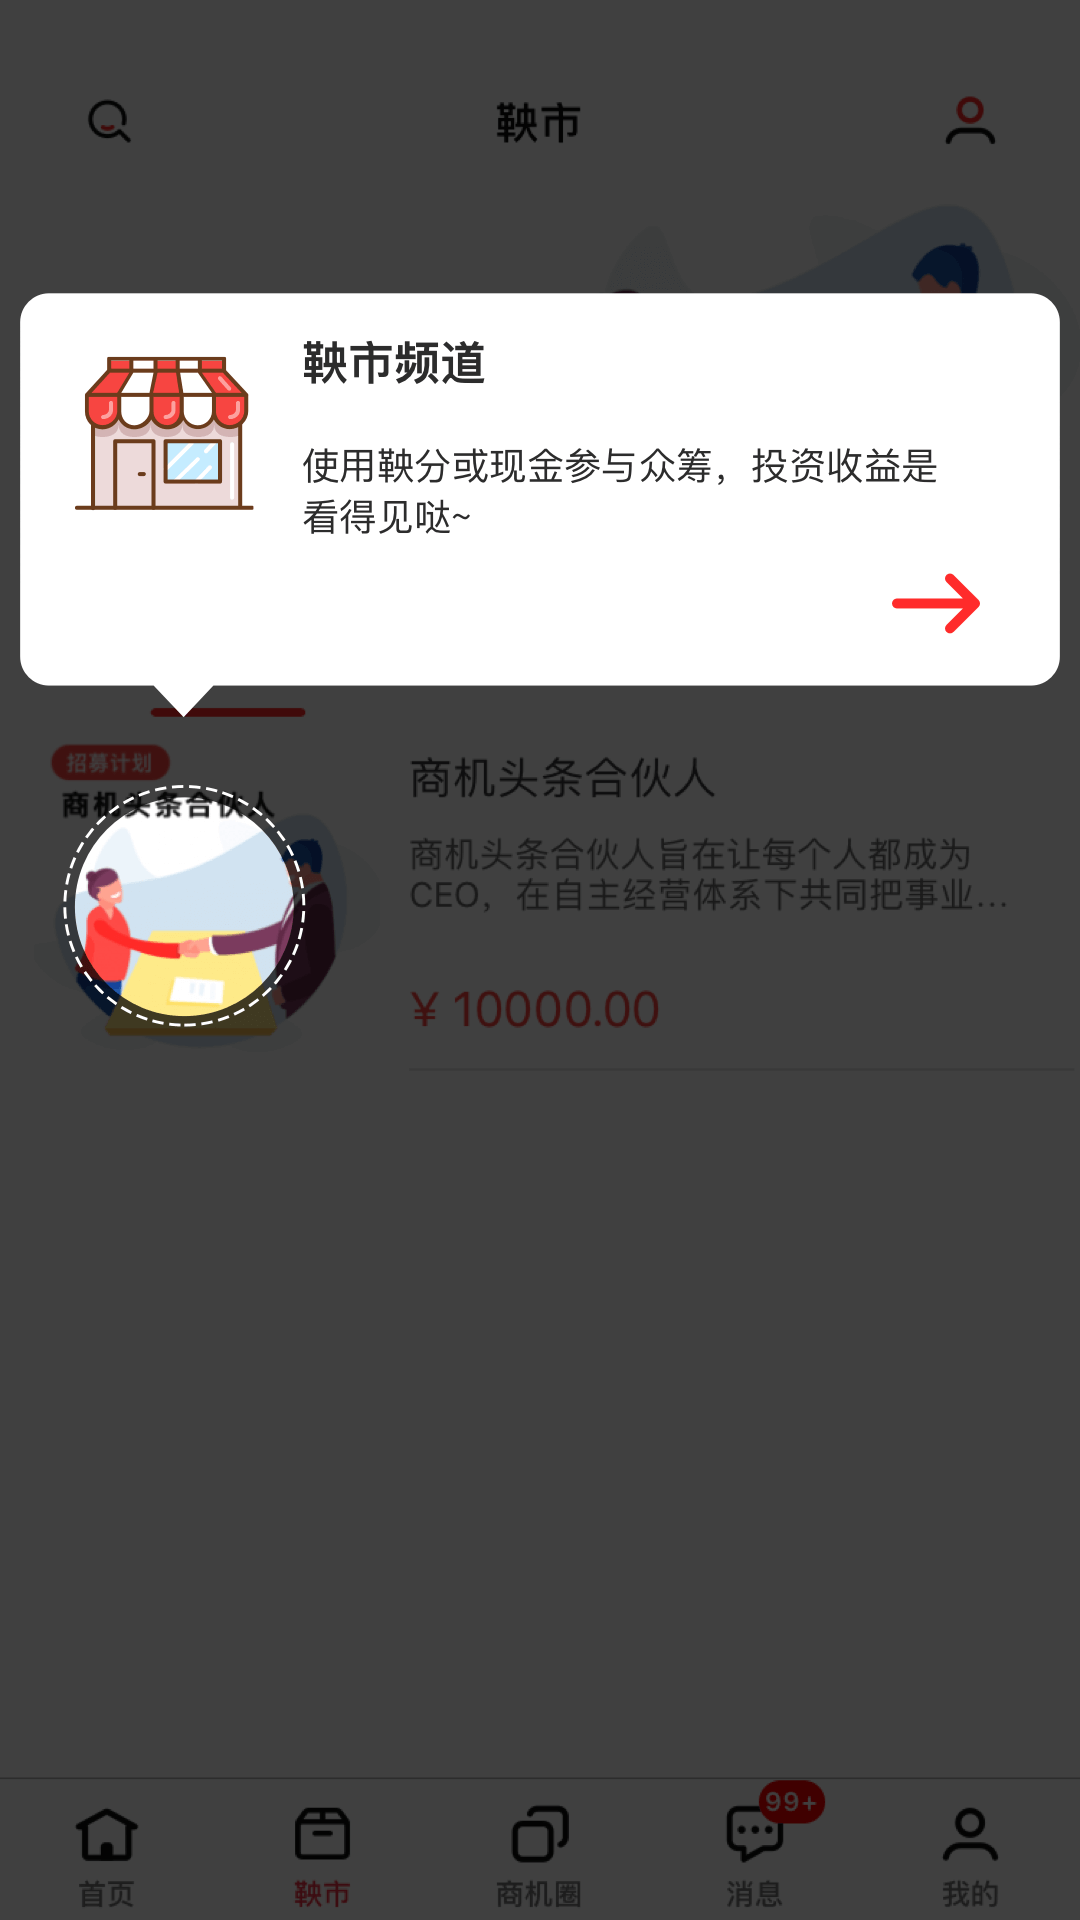 鞅市
鞅市频道
使用鞅分或现金参与众筹，投资收益是
看得见哒~
招募计划
商机头条合伙人
商机头条合伙人
商机头条合伙人旨在让每个人都成为
CEO，在自主经营体系下共同把事业...
¥ 10000.00
99+
首页
鞅市
商机圈
消息
我的